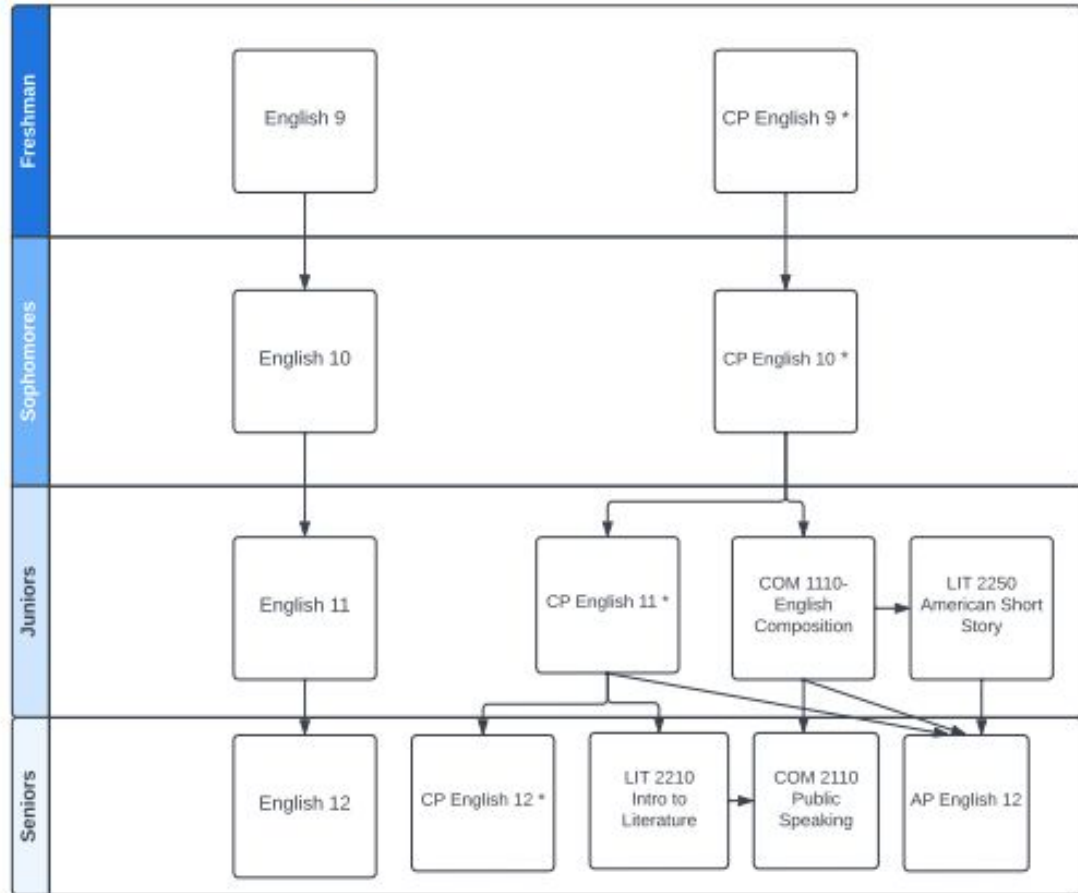 Freshman
English 9
CP English 9 *
Sophomores
English 10
CP English 10 *
Juniors
English 11
CP English 11 *
COM 1110-
English
Composition
LIT 2250
American Short
Story
Seniors
English 12
CP English 12 *
LIT 2210
Intro to
Literature
COM 2110
Public
Speaking
AP English 12